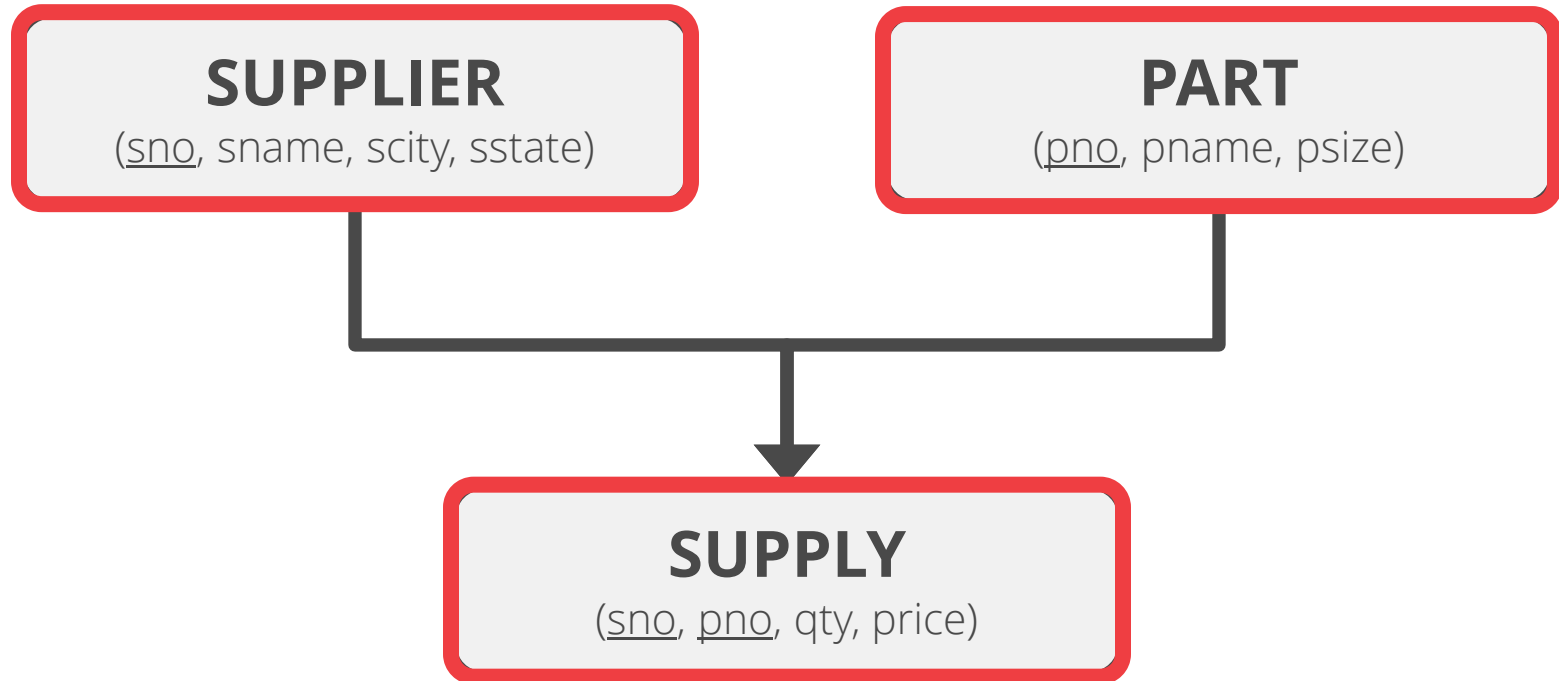 SUPPLIER
(sno, sname, scity, sstate)
PART
(pno, pname, psize)
SUPPLY
(sno, pno, qty, price)